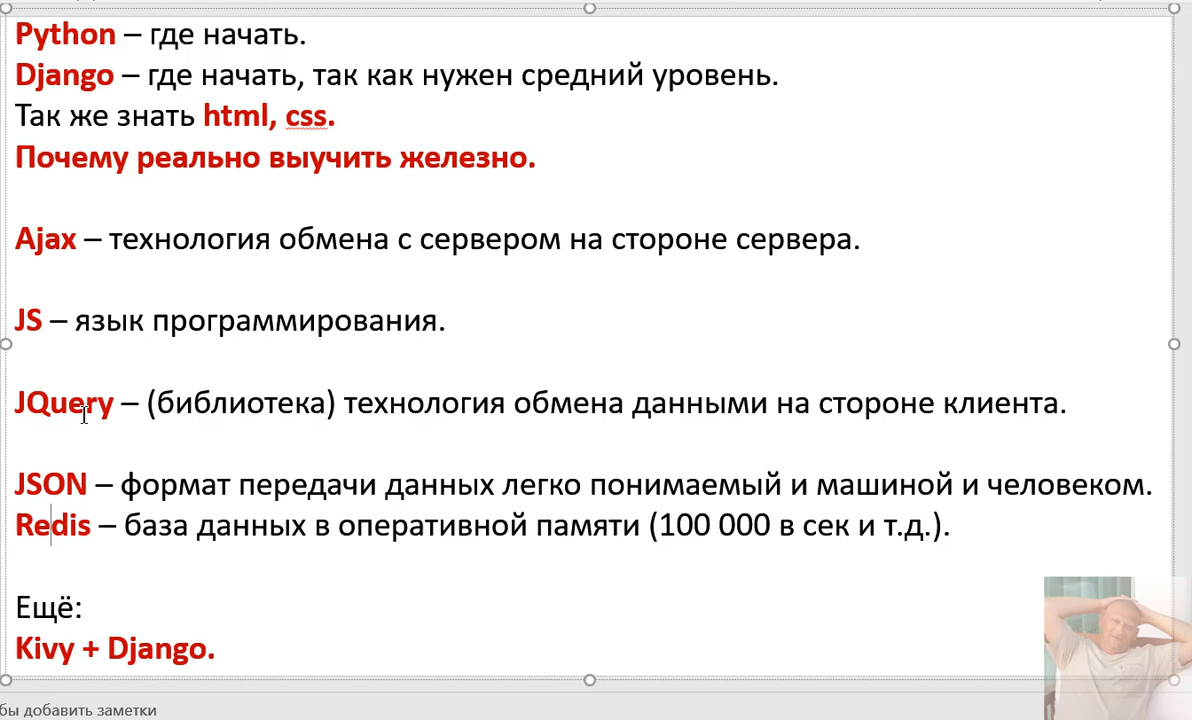 Python – где начать.
Django – где начать, так как нужен средний уровень.
Так же знать html, css.
Почему реально выучить железно.
Ajax – технология обмена с сервером на стороне сервера.
JS – язык программирования.
JQuery – (библиотека) технология обмена данными на стороне клиента.
JSON – формат передачи данных легко понимаемый и машиной и человеком.
Redis – база данных в оперативной памяти (100 000 в сек и т.д.).
Ещё:
Kivy + Django.
бы добавить заметки